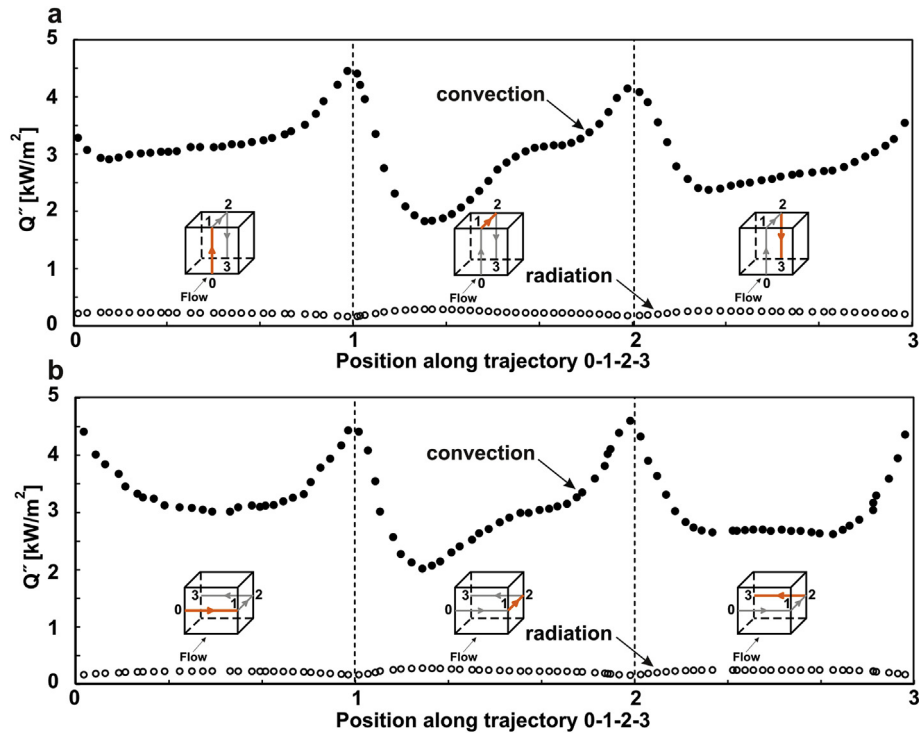 a
5
4
3
2
1
0
Q″ [kW/m²]
convection
radiation
1 2
3
0
Flow
1 2
3
0
Flow
1 2
3
0
Flow
0 1 2 3
Position along trajectory 0-1-2-3
b
5
4
3
2
1
0
Q″ [kW/m²]
convection
radiation
3 2
0 1
Flow
3 2
0 1
Flow
3 2
0 1
Flow
0 1 2 3
Position along trajectory 0-1-2-3